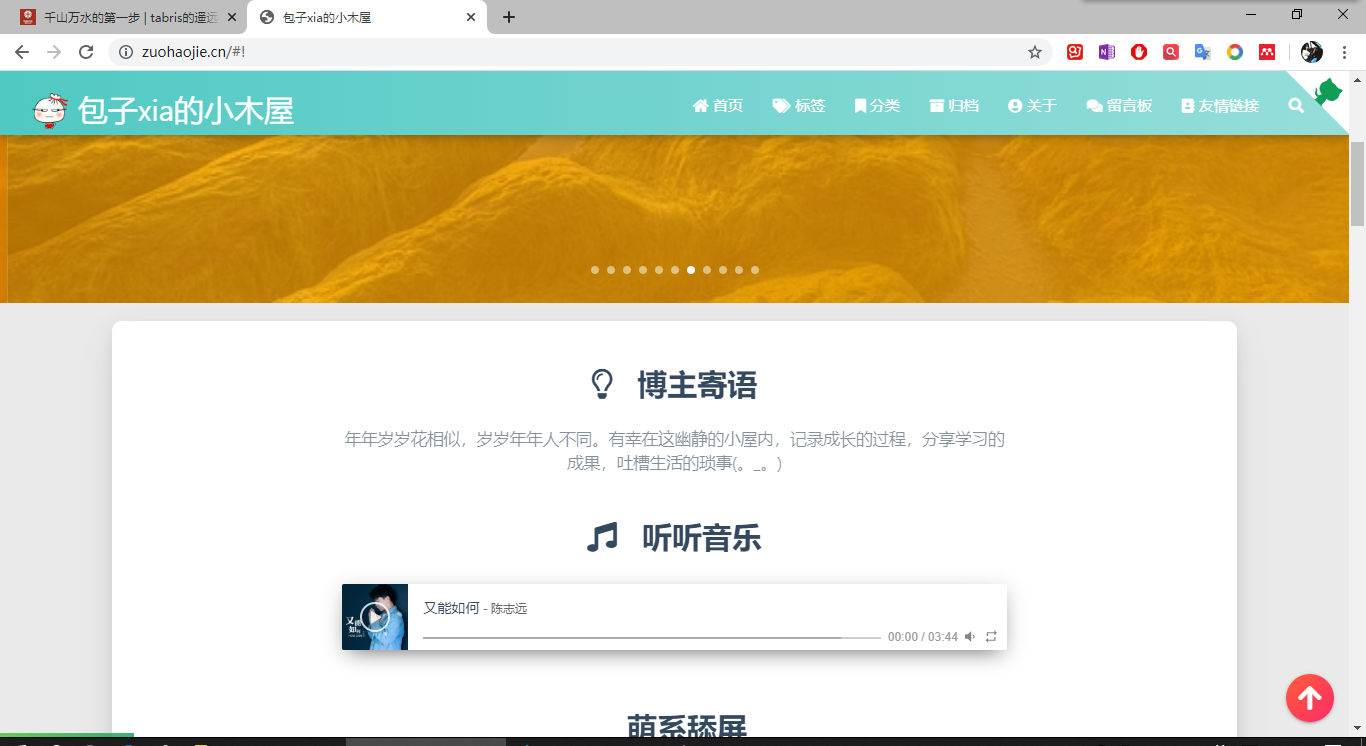 千山万水的第一步 | tabris的遥远
包子xia的小木屋
zuohaojie.cn/#!
包子xia的小木屋
首页 标签 分类 归档 关于 留言板 友情链接
博主寄语
年年岁岁花相似，岁岁年年人不同。有幸在这幽静的小屋内，记录成长的过程，分享学习的
成果，吐槽生活的琐事(。_。)
听听音乐
又能如何 - 陈志远
00:00 / 03:44
萌系舔屏